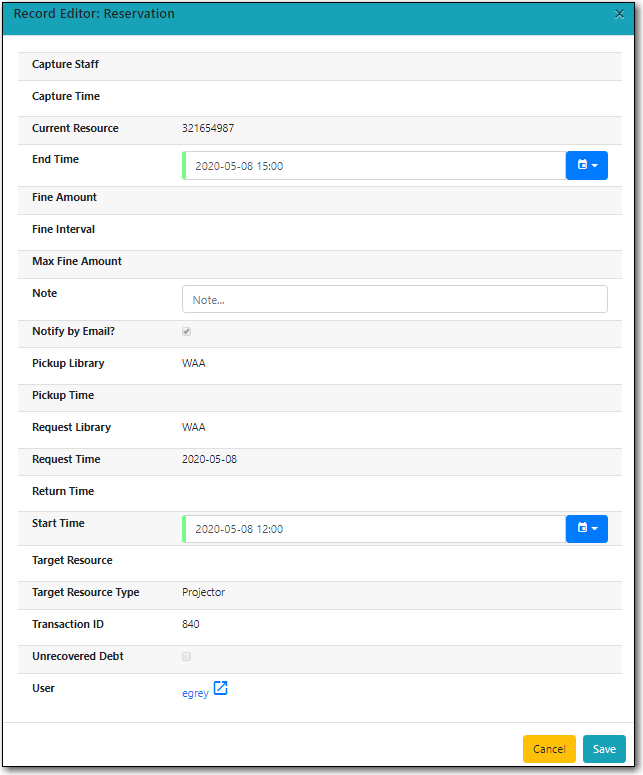 Record Editor: Reservation ×
Capture Staff
Capture Time
Current Resource 321654987
End Time 2020-05-08 15:00
Fine Amount
Fine Interval
Max Fine Amount
Note Note...
Notify by Email?
Pickup Library WAA
Pickup Time
Request Library WAA
Request Time 2020-05-08
Return Time
Start Time 2020-05-08 12:00
Target Resource
Target Resource Type Projector
Transaction ID 840
Unrecovered Debt
User egrey
Cancel Save